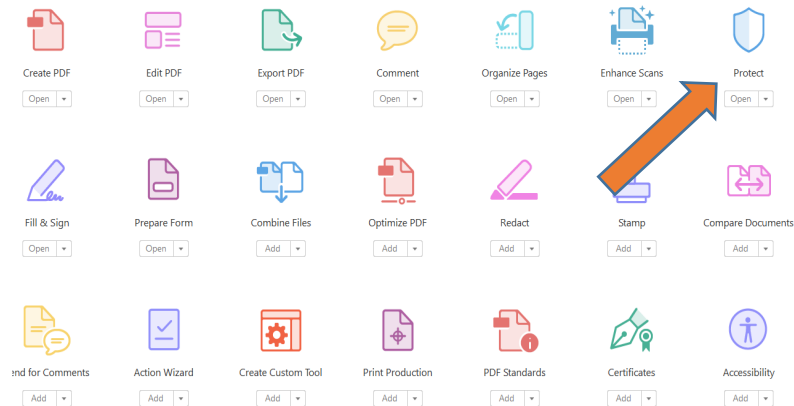 Create PDF
Edit PDF
Export PDF
Comment
Organize Pages
Enhance Scans
Protect
Open
Open
Open
Open
Open
Open
Open
Fill & Sign
Prepare Form
Combine Files
Optimize PDF
Redact
Stamp
Compare Documents
Open
Open
Add
Add
Add
Add
Add
end for Comments
Action Wizard
Create Custom Tool
Print Production
PDF Standards
Certificates
Accessibility
Add
Add
Add
Add
Add
Add
Add